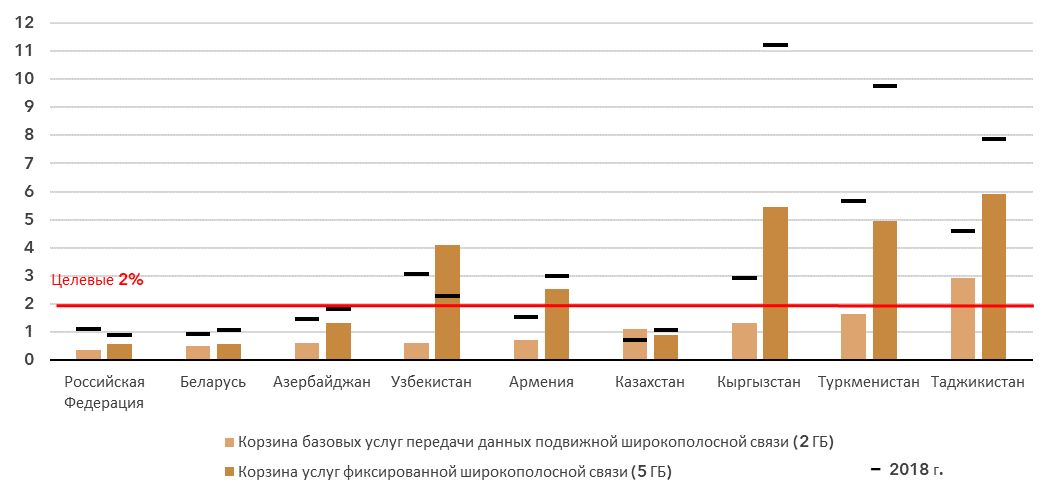 12
11
10
9
8
7
6
5
4
3
Целевые 2%
2
1
0
Российская Федерация
Беларусь
Азербайджан
Узбекистан
Армения
Казахстан
Кыргызстан
Туркменистан
Таджикистан
Корзина базовых услуг передачи данных подвижной широкополосной связи (2 ГБ)
Корзина услуг фиксированной широкополосной связи (5 ГБ)
2018 г.